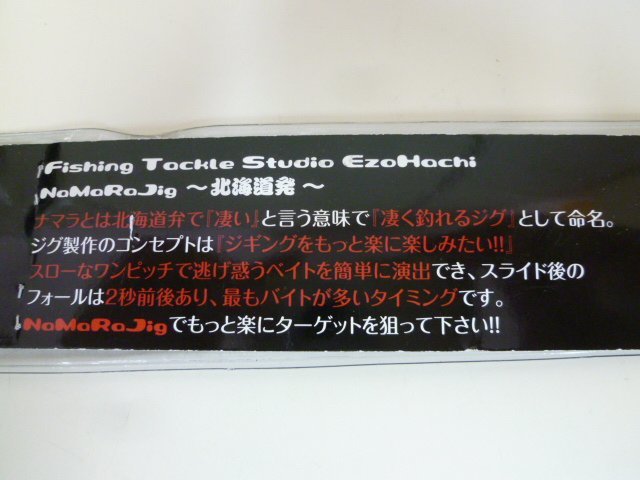 Fishing Tackle Studio EzoHachi
NaMaRaJig 〜北海道発〜
ナマラとは北海道弁で『凄い』と言う意味で『凄く釣れるジグ』として命名。
ジグ製作のコンセプトは『ジギングをもっと楽に楽しみたい!!』
スローなワンピッチで逃げ惑うベイトを簡単に演出でき、スライド後の
フォールは2秒前後あり、最もバイトが多いタイミングです。
NaMaRaJigでもっと楽にターゲットを狙って下さい!!